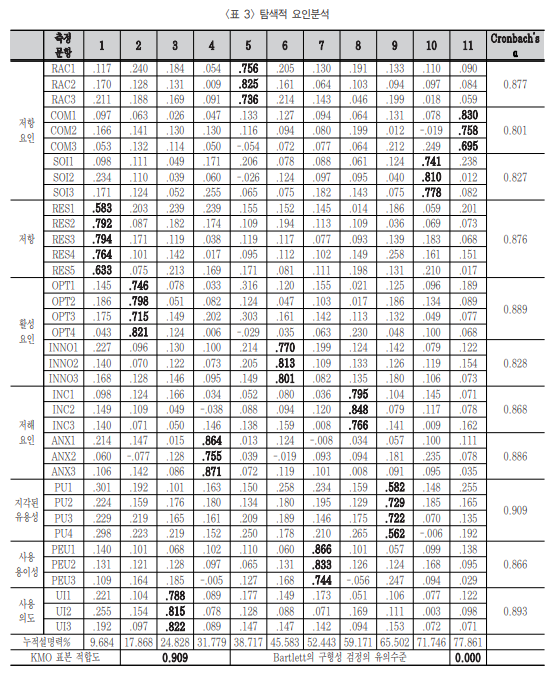 <표 3> 탐색적 요인분석
측정 문항 1 2 3 4 5 6 7 8 9 10 11 Cronbach's α
저항 요인
RAC1 .117 .240 .184 .054 .756 .205 .130 .191 .133 .110 .090 0.877
RAC2 .170 .128 .131 .009 .825 .161 .064 .103 .094 .097 .084
RAC3 .211 .188 .169 .091 .736 .214 .143 .046 .199 .018 .059
COM1 .097 .063 .026 .047 .133 .127 .094 .064 .131 .078 .830 0.801
COM2 .166 .141 .130 .130 .116 .094 .080 .199 .012 -.019 .758
COM3 .053 .132 .114 .050 -.054 .072 .077 .064 .212 .249 .695
SOI1 .098 .111 .049 .171 .206 .078 .088 .061 .124 .741 .238 0.827
SOI2 .234 .110 .039 .060 -.026 .124 .097 .095 .040 .810 .012
SOI3 .171 .124 .052 .255 .065 .075 .182 .143 .075 .778 .082
저항
RES1 .583 .203 .239 .239 .155 .152 .145 .014 .186 .059 .201 0.876
RES2 .792 .087 .182 .174 .109 .194 .113 .109 .036 .069 .073
RES3 .794 .171 .119 .038 .119 .117 .077 .093 .139 .183 .068
RES4 .764 .101 .142 .017 .095 .112 .102 .149 .258 .161 .151
RES5 .633 .075 .213 .169 .171 .081 .111 .198 .131 .210 .017
활성 요인
OPT1 .145 .746 .078 .033 .316 .120 .155 .021 .125 .096 .189 0.889
OPT2 .186 .798 .051 .082 .124 .047 .103 .017 .186 .134 .089
OPT3 .175 .715 .149 .202 .303 .161 .142 .113 .132 .049 .077
OPT4 .043 .821 .124 .006 -.029 .035 .063 .230 .048 .100 .068
INNO1 .227 .096 .130 .100 .214 .770 .199 .124 .142 .079 .122 0.828
INNO2 .140 .070 .122 .073 .205 .813 .109 .133 .126 .119 .154
INNO3 .168 .128 .146 .095 .149 .801 .082 .135 .180 .106 .073
저해 요인
INC1 .098 .124 .166 .034 .052 .080 .036 .795 .104 .145 .071 0.868
INC2 .149 .109 .049 -.038 .088 .094 .120 .848 .079 .117 .078
INC3 .140 .071 .050 .146 .138 .159 .008 .766 .141 .009 .162
ANX1 .214 .147 .015 .864 .013 .124 -.008 .034 .057 .100 .111 0.886
ANX2 .060 -.077 .128 .755 .039 -.019 .093 .094 .181 .235 .078
ANX3 .106 .142 .086 .871 .072 .119 .101 .008 .091 .095 .035
지각된 유용성
PU1 .301 .192 .101 .163 .150 .258 .234 .159 .582 .148 .255 0.909
PU2 .224 .159 .176 .180 .134 .180 .195 .129 .729 .185 .165
PU3 .229 .219 .165 .161 .209 .189 .146 .175 .722 .070 .135
PU4 .298 .223 .219 .152 .250 .178 .210 .265 .562 -.006 .192
사용 용이성
PEU1 .140 .101 .068 .102 .110 .060 .866 .101 .057 .099 .138 0.866
PEU2 .131 .121 .128 .097 .065 .131 .833 .126 .124 .168 .095
PEU3 .109 .164 .185 -.005 .127 .168 .744 -.056 .247 .094 .029
사용 의도
UI1 .221 .104 .788 .089 .177 .149 .173 .051 .106 .077 .122 0.893
UI2 .255 .154 .815 .078 .128 .088 .071 .169 .111 .003 .098
UI3 .192 .097 .822 .089 .147 .147 .142 .094 .153 .072 .071
누적설명력% 9.684 17.868 24.828 31.779 38.717 45.583 52.443 59.171 65.502 71.746 77.861
KMO 표본 적합도 0.909 Bartlett의 구형성 검정의 유의수준 0.000